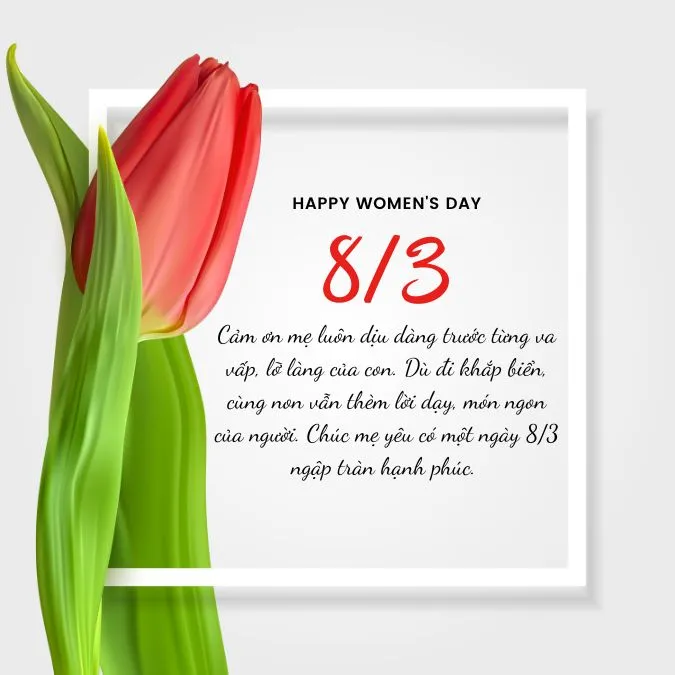 HAPPY WOMEN'S DAY
8/3
Cảm ơn mẹ luôn dịu dàng trước từng va
vấp, lỡ làng của con. Dù đi khắp biển,
cùng non vẫn thèm lời dạy, món ngon
của người. Chúc mẹ yêu có một ngày 8/3
ngập tràn hạnh phúc.